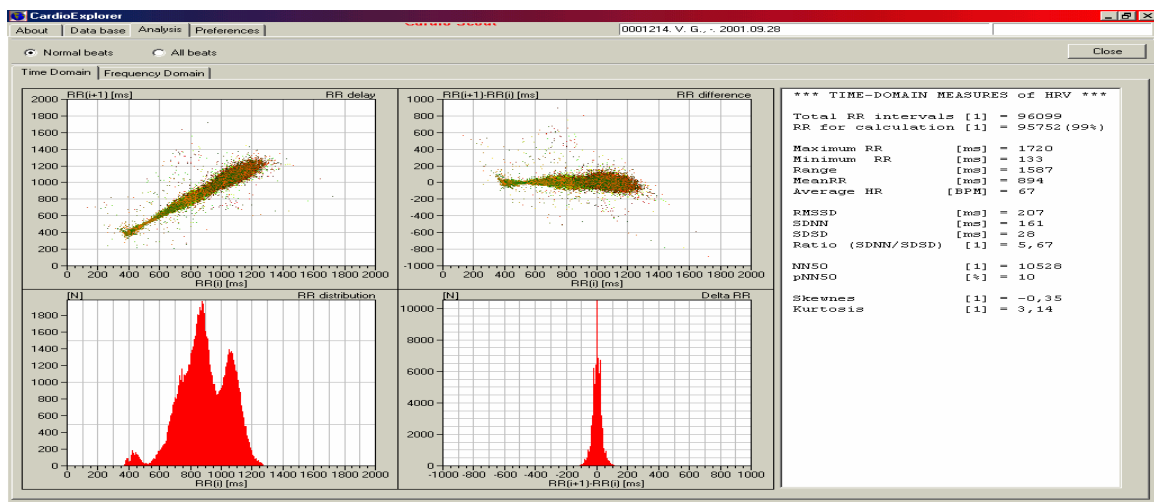 CardioExplorer
About Data base Analysis Preferences
Cardio Scout
0001214. V. G., -. 2001.09.28
Normal beats All beats Close
Time Domain Frequency Domain
RR(i+1) [ms] RR delay
2000
1800
1600
1400
1200
1000
800
600
400
200
0
0 200 400 600 800 1000 1200 1400 1600 1800 2000
RR(i) [ms]
RR(i+1)-RR(i) [ms] RR difference
1000
800
600
400
200
0
-200
-400
-600
-800
-1000
0 200 400 600 800 1000 1200 1400 1600 1800 2000
RR(i) [ms]
[N] RR distribution
1800
1600
1400
1200
1000
800
600
400
200
0
0 200 400 600 800 1000 1200 1400 1600 1800 2000
RR(i) [ms]
[N] Delta RR
10000
8000
6000
4000
2000
0
-1000 -800 -600 -400 -200 0 200 400 600 800 1000
RR(i+1)-RR(i) [ms]
*** TIME-DOMAIN MEASURES of HRV ***
Total RR intervals [1] = 96099
RR for calculation [1] = 95752(99%)
Maximum RR [ms] = 1720
Minimum RR [ms] = 133
Range [ms] = 1587
MeanRR [ms] = 894
Average HR [BPM] = 67
RMSSD [ms] = 207
SDNN [ms] = 161
SDSD [ms] = 28
Ratio (SDNN/SDSD) [1] = 5,67
NN50 [1] = 10528
pNN50 [%] = 10
Skewnes [1] = -0,35
Kurtosis [1] = 3,14